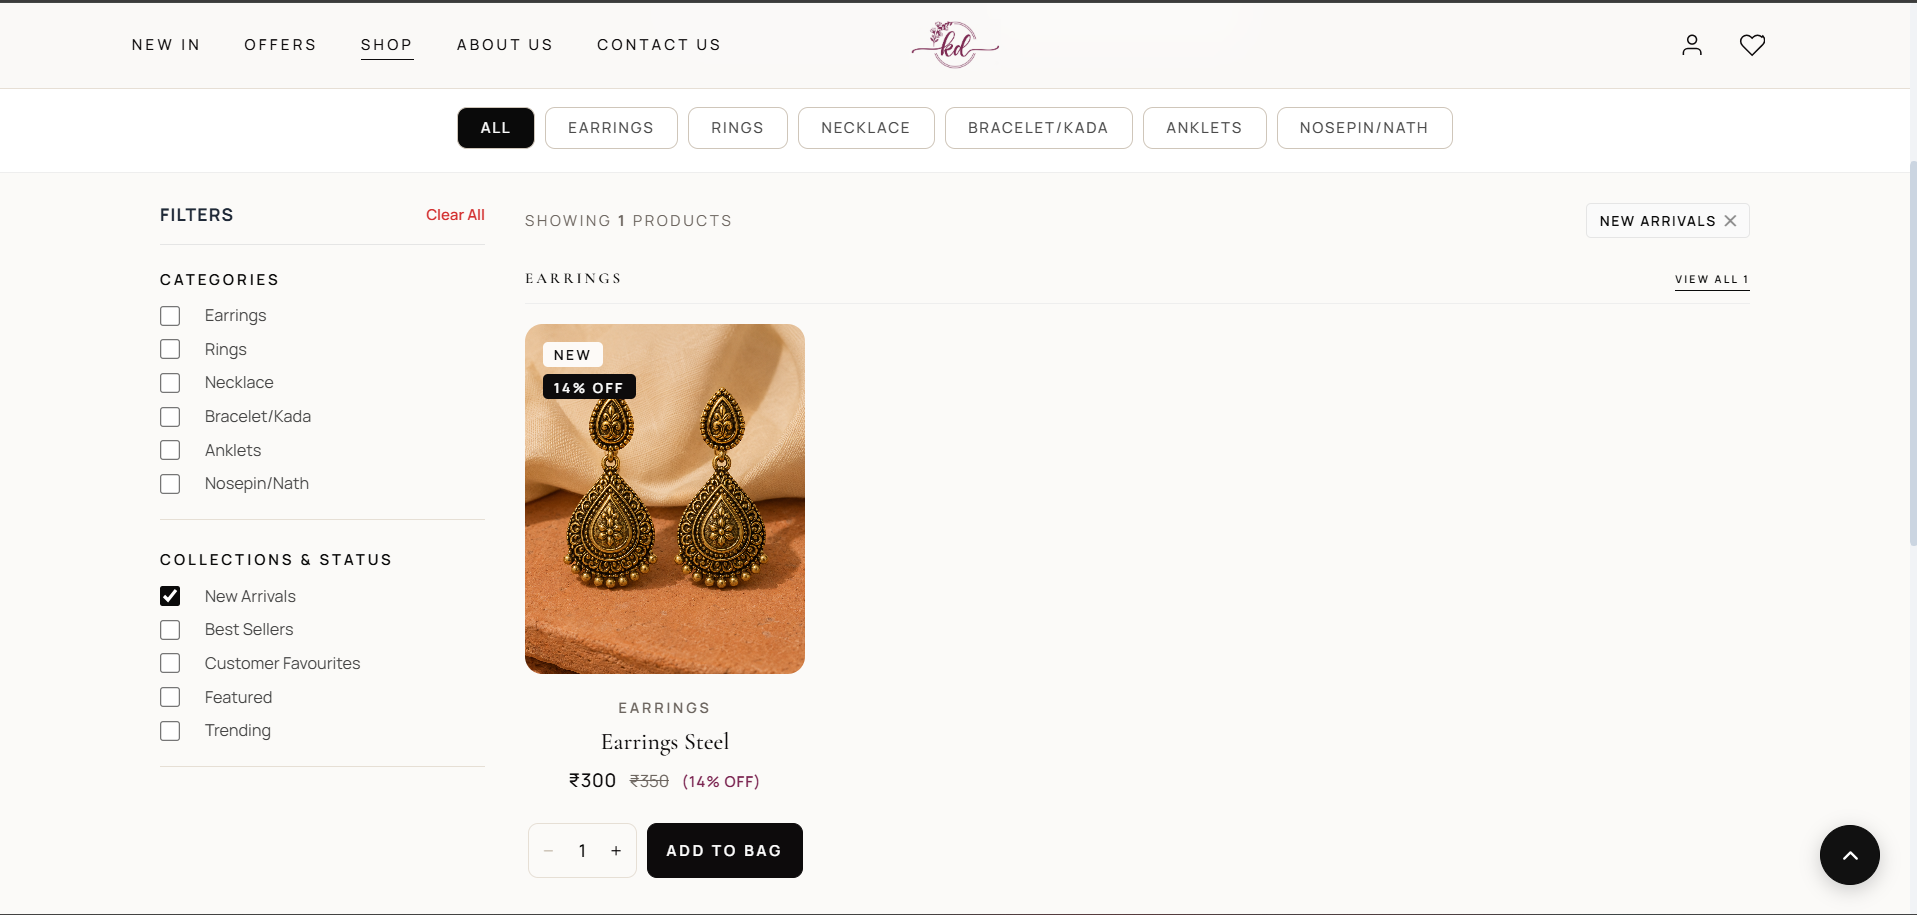 NEW IN
OFFERS
SHOP
ABOUT US
CONTACT US
kd
ALL
EARRINGS
RINGS
NECKLACE
BRACELET/KADA
ANKLETS
NOSEPIN/NATH
FILTERS
Clear All
CATEGORIES
Earrings
Rings
Necklace
Bracelet/Kada
Anklets
Nosepin/Nath
COLLECTIONS & STATUS
New Arrivals
Best Sellers
Customer Favourites
Featured
Trending
SHOWING 1 PRODUCTS
NEW ARRIVALS
EARRINGS
VIEW ALL 1
NEW
14% OFF
EARRINGS
Earrings Steel
₹300 ₹350 (14% OFF)
− 1 +
ADD TO BAG